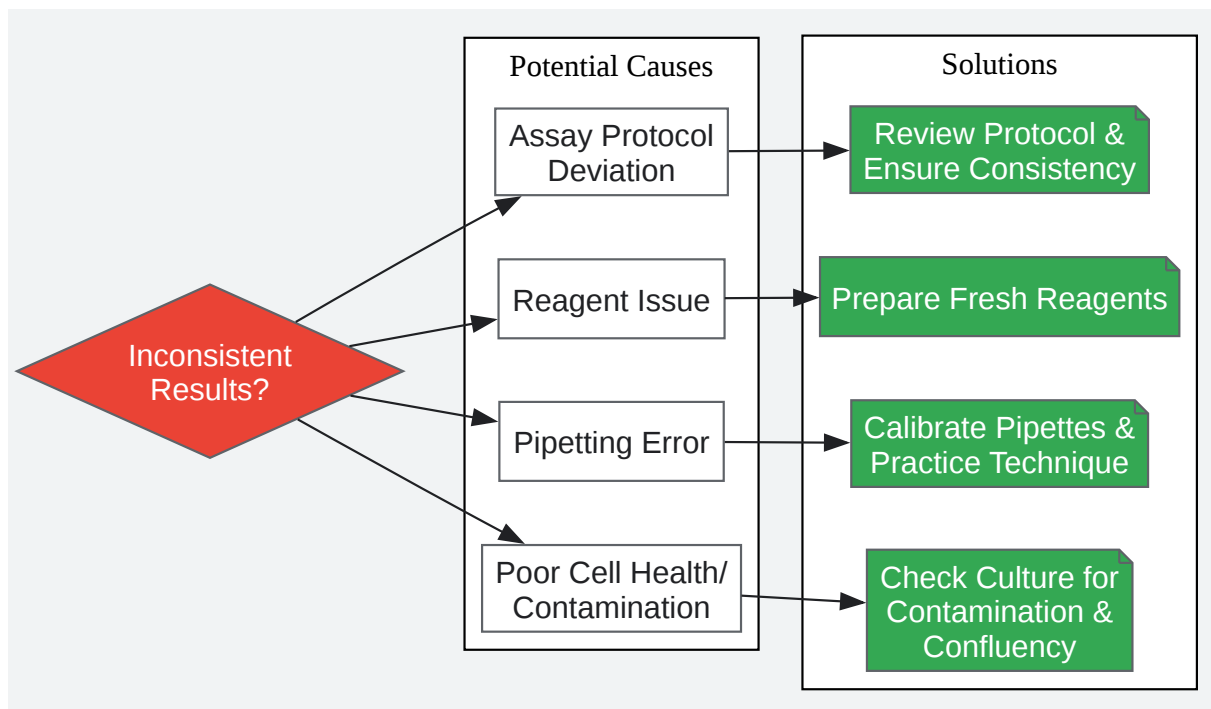 Inconsistent
Results?
Potential Causes
Assay Protocol
Deviation
Reagent Issue
Pipetting Error
Poor Cell Health/
Contamination
Solutions
Review Protocol &
Ensure Consistency
Prepare Fresh Reagents
Calibrate Pipettes &
Practice Technique
Check Culture for
Contamination &
Confluency